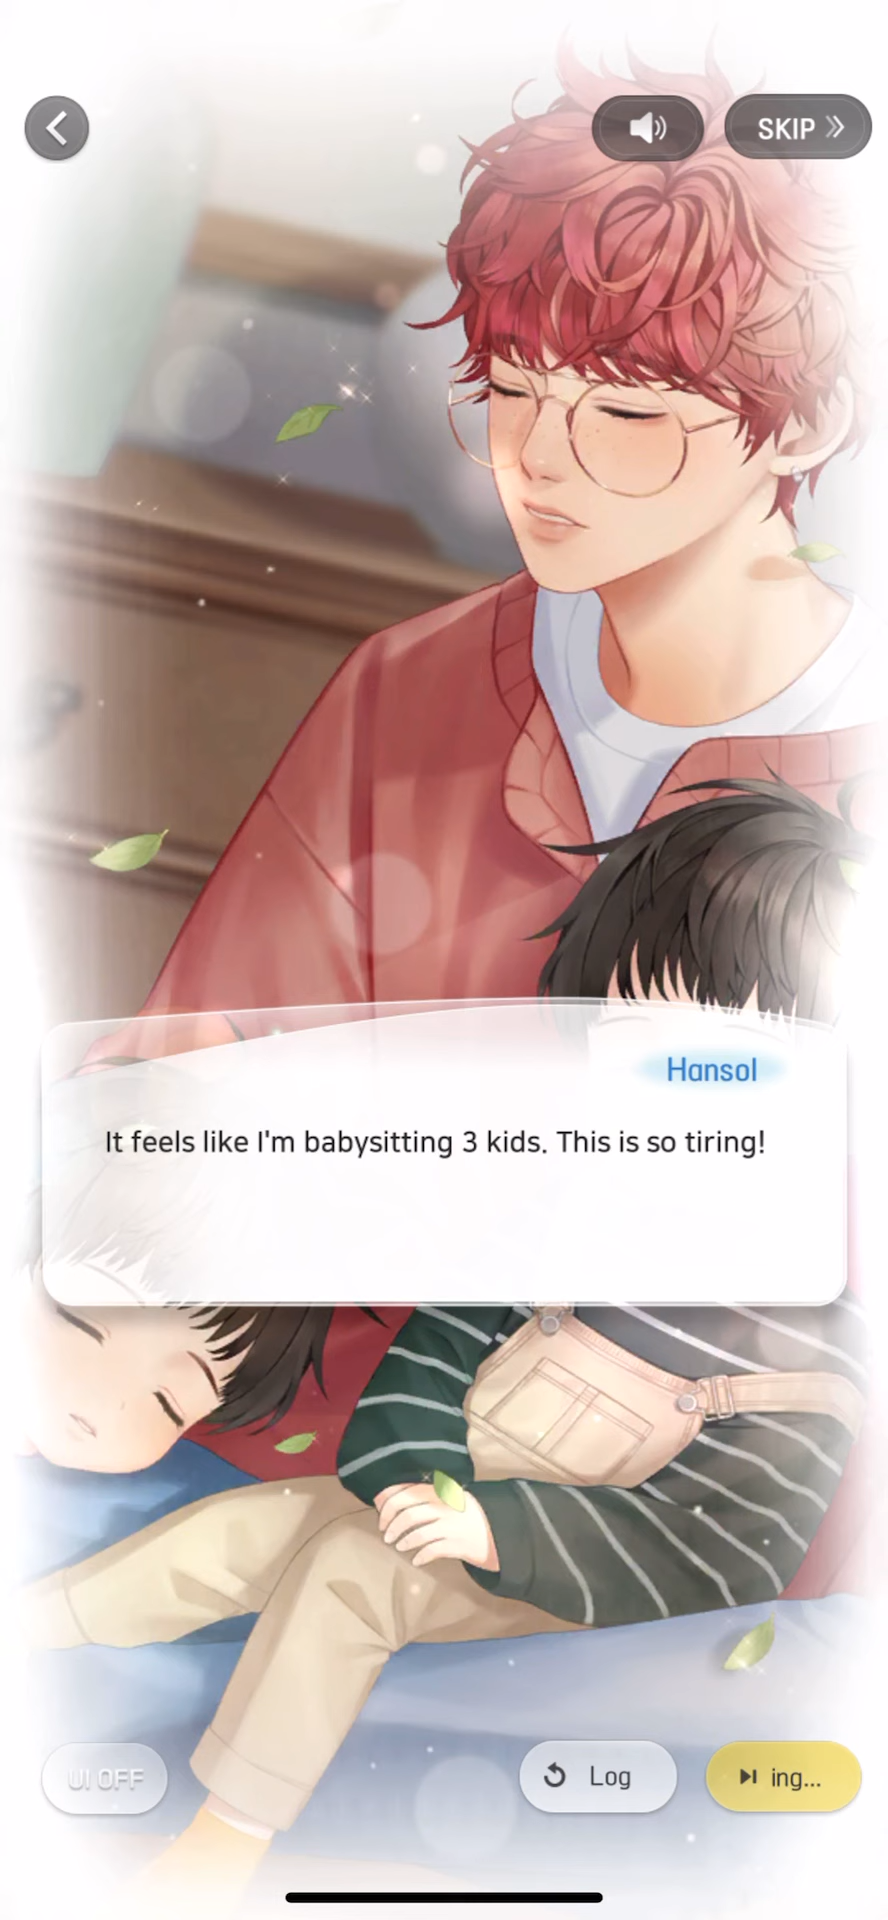 SKIP
Hansol
It feels like I'm babysitting 3 kids. This is so tiring!
UI OFF
Log
ing...